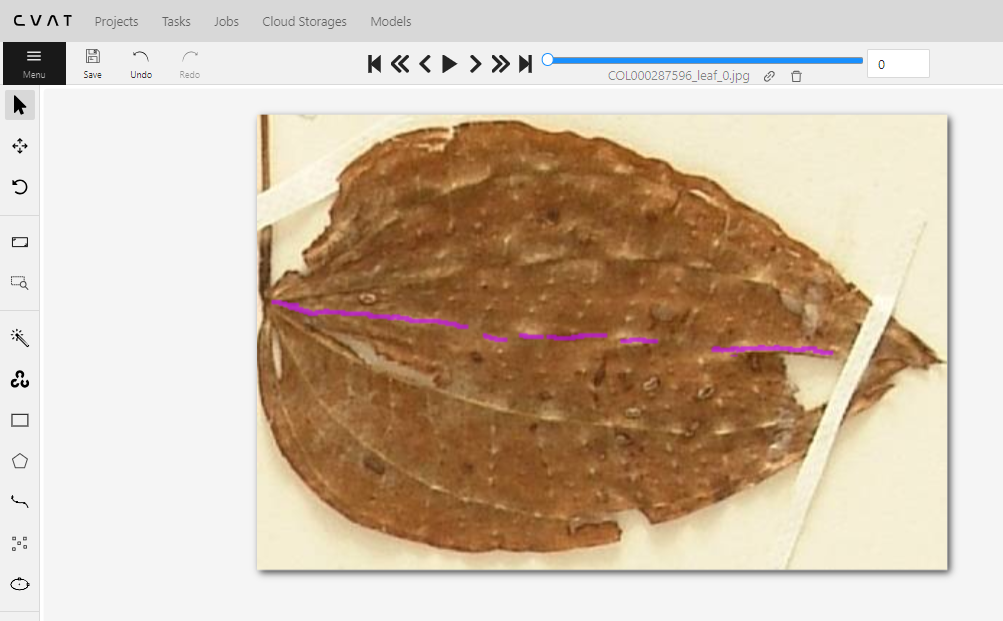 CVAT Projects Tasks Jobs Cloud Storages Models
Menu Save Undo Redo 0
COL000287596_leaf_0.jpg